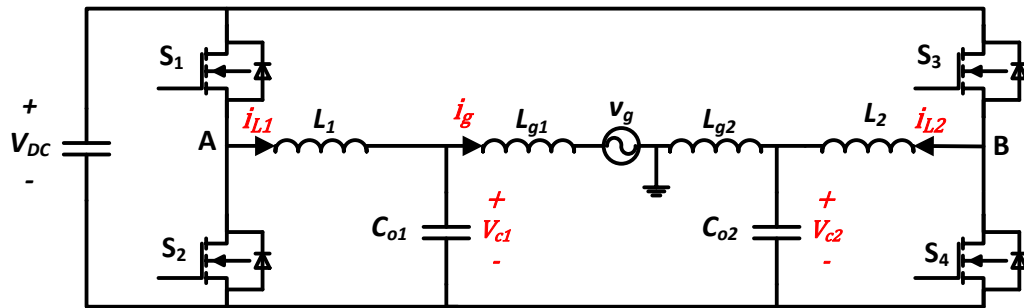 S1
S3
+
VDC
-
iL1
L1
ig
Lg1
vg
Lg2
L2
iL2
A
B
Co1
+
Vc1
-
Co2
+
Vc2
-
S2
S4